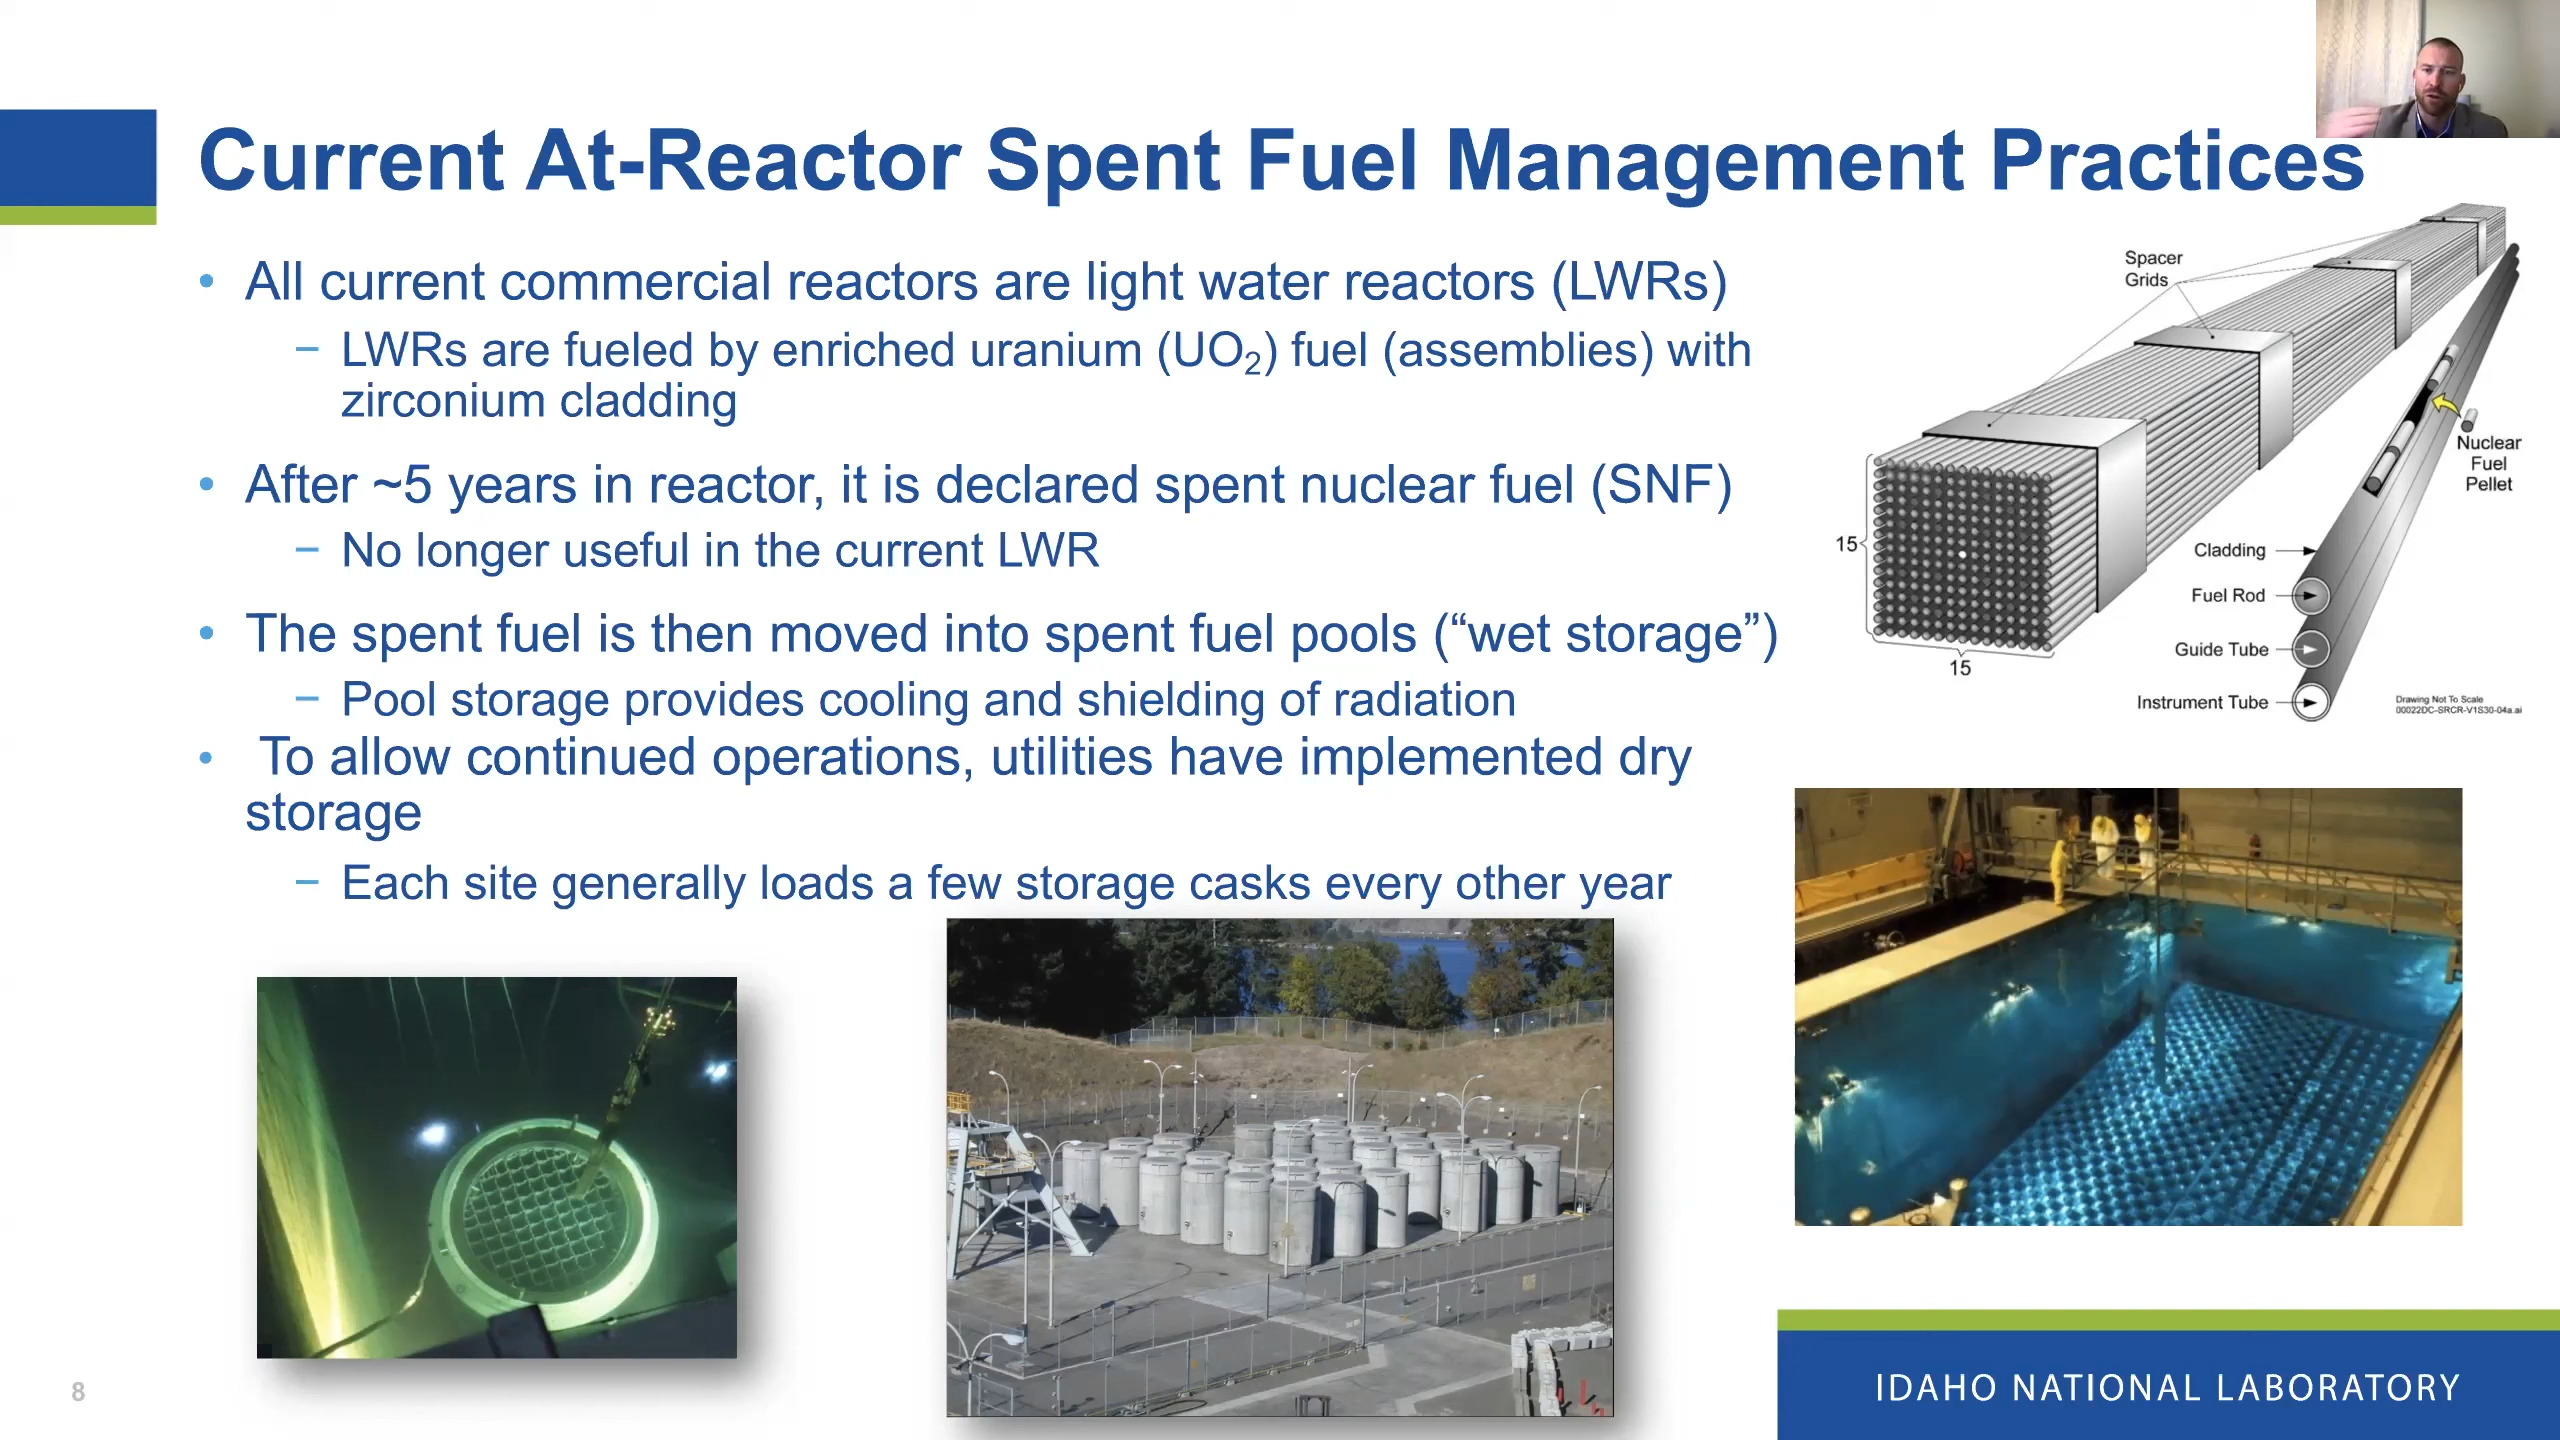 Current At-Reactor Spent Fuel Management Practices
• All current commercial reactors are light water reactors (LWRs)
− LWRs are fueled by enriched uranium (UO₂) fuel (assemblies) with
zirconium cladding
• After ~5 years in reactor, it is declared spent nuclear fuel (SNF)
− No longer useful in the current LWR
• The spent fuel is then moved into spent fuel pools (“wet storage”)
− Pool storage provides cooling and shielding of radiation
• To allow continued operations, utilities have implemented dry
storage
− Each site generally loads a few storage casks every other year
Spacer
Grids
Nuclear
Fuel
Pellet
15
15
Cladding
Fuel Rod
Guide Tube
Instrument Tube
Drawing Not To Scale
00022DC-SRCR-V1S30-04a.ai
8
IDAHO NATIONAL LABORATORY